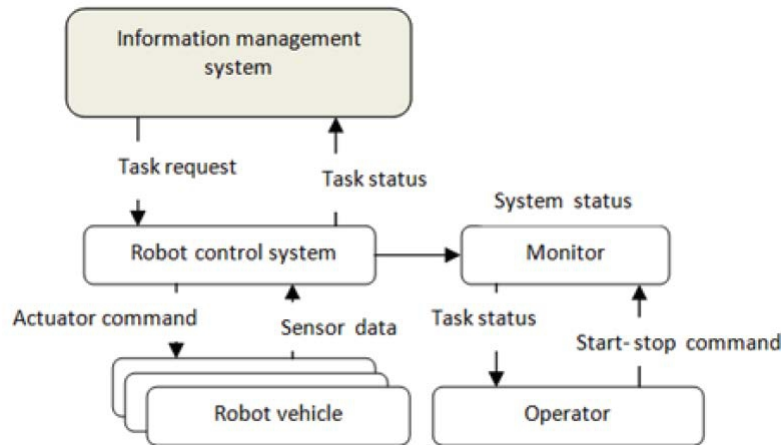 Information management
system
Task request
Task status
System status
Robot control system
Monitor
Actuator command
Sensor data
Task status
Start-stop command
Robot vehicle
Operator